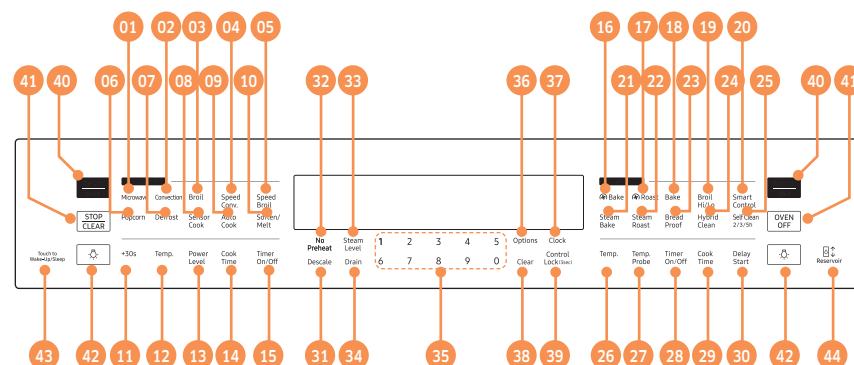 01 02 03 04 05 16 17 18 19 20
41 40 06 07 08 09 10 32 33 36 37 21 22 23 24 25 40 41
Microwave Convection Broil Speed Conv. Speed Broil
Popcorn Defrost Sensor Cook Auto Cook Soften/Melt
STOP
CLEAR
Touch to
Wake-Up/Sleep
+30s Temp. Power Level Cook Time Timer On/Off
No Preheat Steam Level 1 2 3 4 5 Options Clock
Descale Drain 6 7 8 9 0 Clear Control Lock(3sec)
Bake Roast Bake Broil Hi/Lo Smart Control
Steam Bake Steam Roast Bread Proof Hybrid Clean Self Clean 2/3/5h
OVEN
OFF
Temp. Temp. Probe Timer On/Off Cook Time Delay Start
Reservoir
43 42 11 12 13 14 15 31 34 35 38 39 26 27 28 29 30 42 44